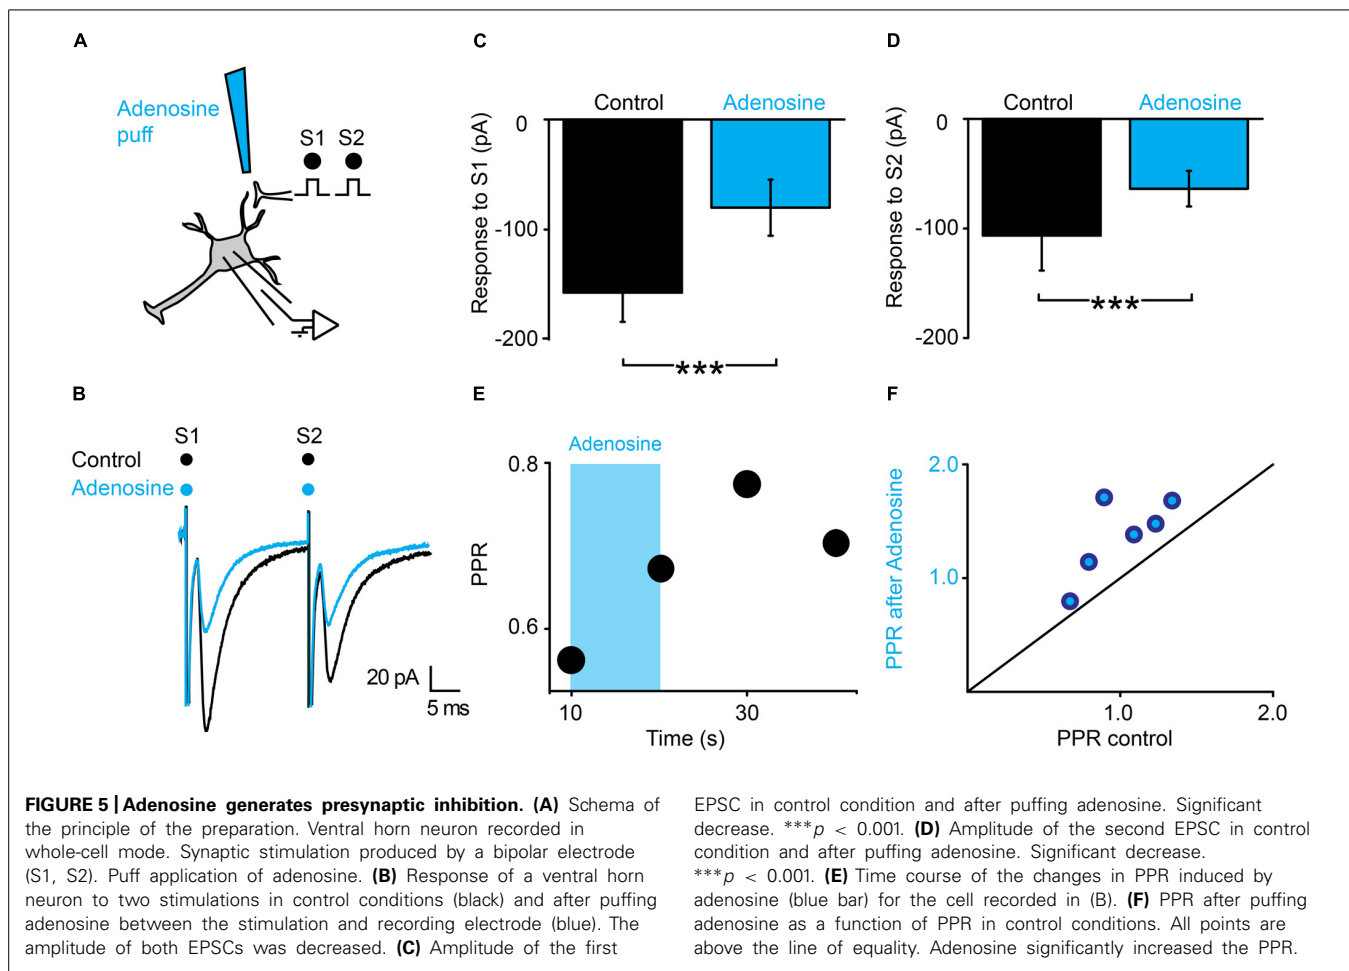 A
Adenosine
puff
S1 S2
C
Control Adenosine
Response to S1 (pA)
0
-100
-200
***
D
Control Adenosine
Response to S2 (pA)
0
-100
-200
***
B
S1 S2
Control
Adenosine
20 pA
5 ms
E
Adenosine
PPR
0.8
0.6
10 30
Time (s)
F
PPR after Adenosine
2.0
1.0
1.0 2.0
PPR control
FIGURE 5 | Adenosine generates presynaptic inhibition. (A) Schema of
the principle of the preparation. Ventral horn neuron recorded in
whole-cell mode. Synaptic stimulation produced by a bipolar electrode
(S1, S2). Puff application of adenosine. (B) Response of a ventral horn
neuron to two stimulations in control conditions (black) and after puffing
adenosine between the stimulation and recording electrode (blue). The
amplitude of both EPSCs was decreased. (C) Amplitude of the first
EPSC in control condition and after puffing adenosine. Significant
decrease. ***p < 0.001. (D) Amplitude of the second EPSC in control
condition and after puffing adenosine. Significant decrease.
***p < 0.001. (E) Time course of the changes in PPR induced by
adenosine (blue bar) for the cell recorded in (B). (F) PPR after puffing
adenosine as a function of PPR in control conditions. All points are
above the line of equality. Adenosine significantly increased the PPR.